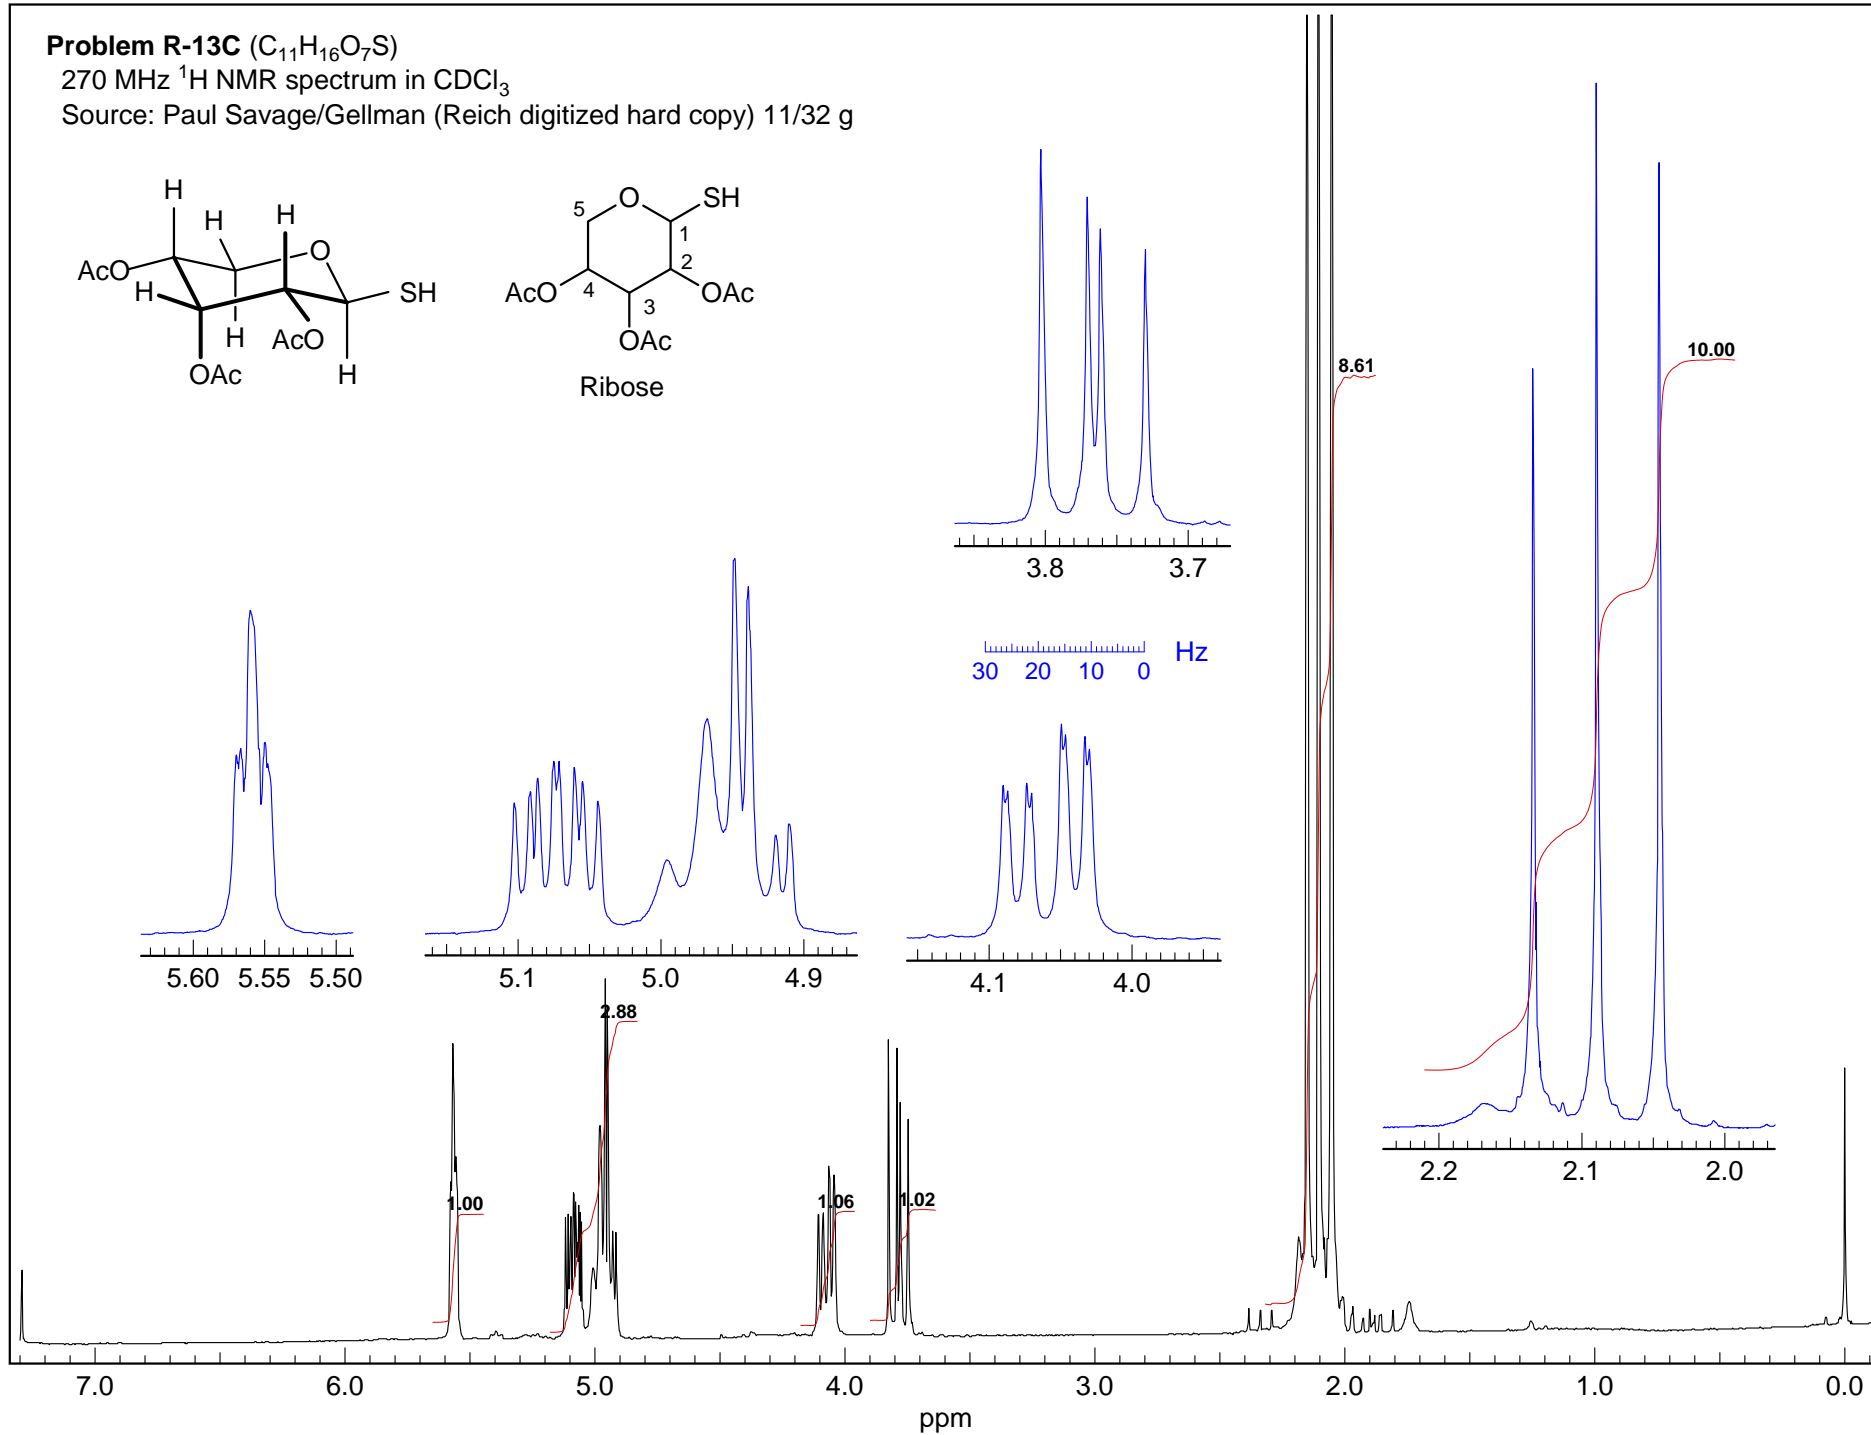 Problem R-13C (C11H16O7S)
270 MHz 1H NMR spectrum in CDCl3
Source: Paul Savage/Gellman (Reich digitized hard copy) 11/32 g
H
H
H
O
AcO
H
SH
H
AcO
OAc
H
O
SH
5
1
2
AcO
4
3
OAc
OAc
Ribose
3.8 3.7
30 20 10 0 Hz
8.61
10.00
5.60 5.55 5.50
5.1 5.0 4.9
4.1 4.0
2.2 2.1 2.0
1.00
2.88
1.06
1.02
7.0 6.0 5.0 4.0 3.0 2.0 1.0 0.0
ppm